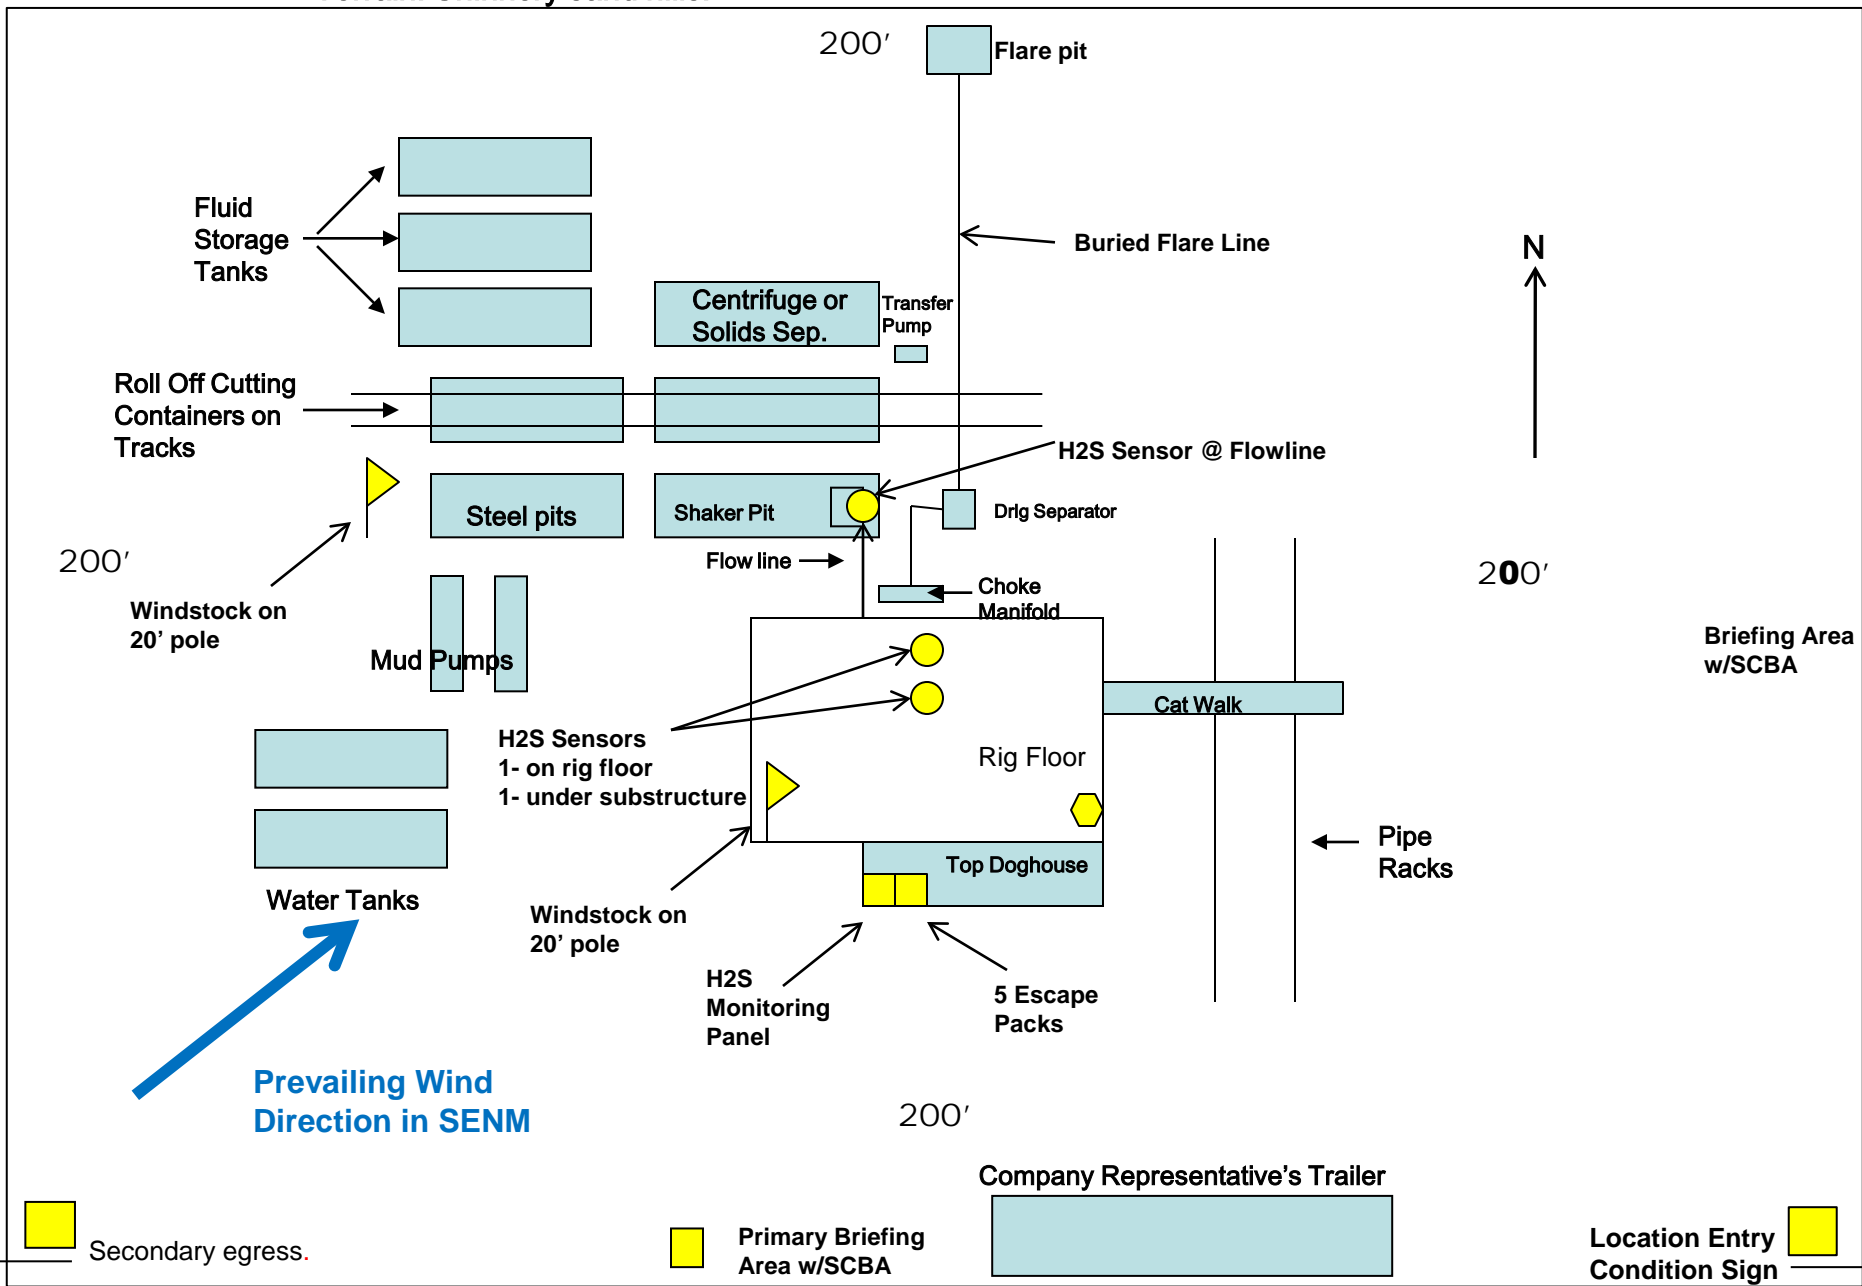 200'
Flare pit
Fluid
Storage
Tanks
Buried Flare Line
N
Centrifuge or
Solids Sep.
Transfer
Pump
Roll Off Cutting
Containers on
Tracks
H2S Sensor @ Flowline
Steel pits
Shaker Pit
Drlg Separator
200'
Flow line
200'
Choke
Manifold
Windstock on
20' pole
Briefing Area
w/SCBA
Mud Pumps
Cat Walk
H2S Sensors
1- on rig floor
1- under substructure
Rig Floor
Pipe
Racks
Top Doghouse
Water Tanks
Windstock on
20' pole
H2S
Monitoring
Panel
5 Escape
Packs
Prevailing Wind
Direction in SENM
200'
Company Representative's Trailer
Secondary egress.
Primary Briefing
Area w/SCBA
Location Entry
Condition Sign